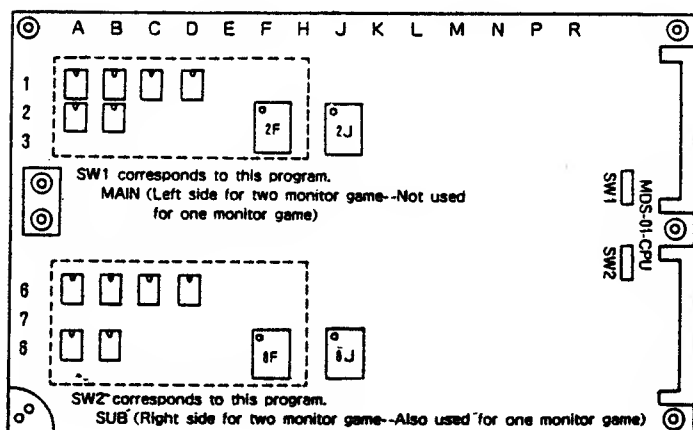 A B C D E F H J K L M N P R
1
2
3
2F 2J
SW1 corresponds to this program.
MAIN (Left side for two monitor game--Not used
for one monitor game)
SW1
MDS-01-CPU
SW2
6
7
8
8F 8J
SW2 corresponds to this program.
SUB (Right side for two monitor game--Also used for one monitor game)